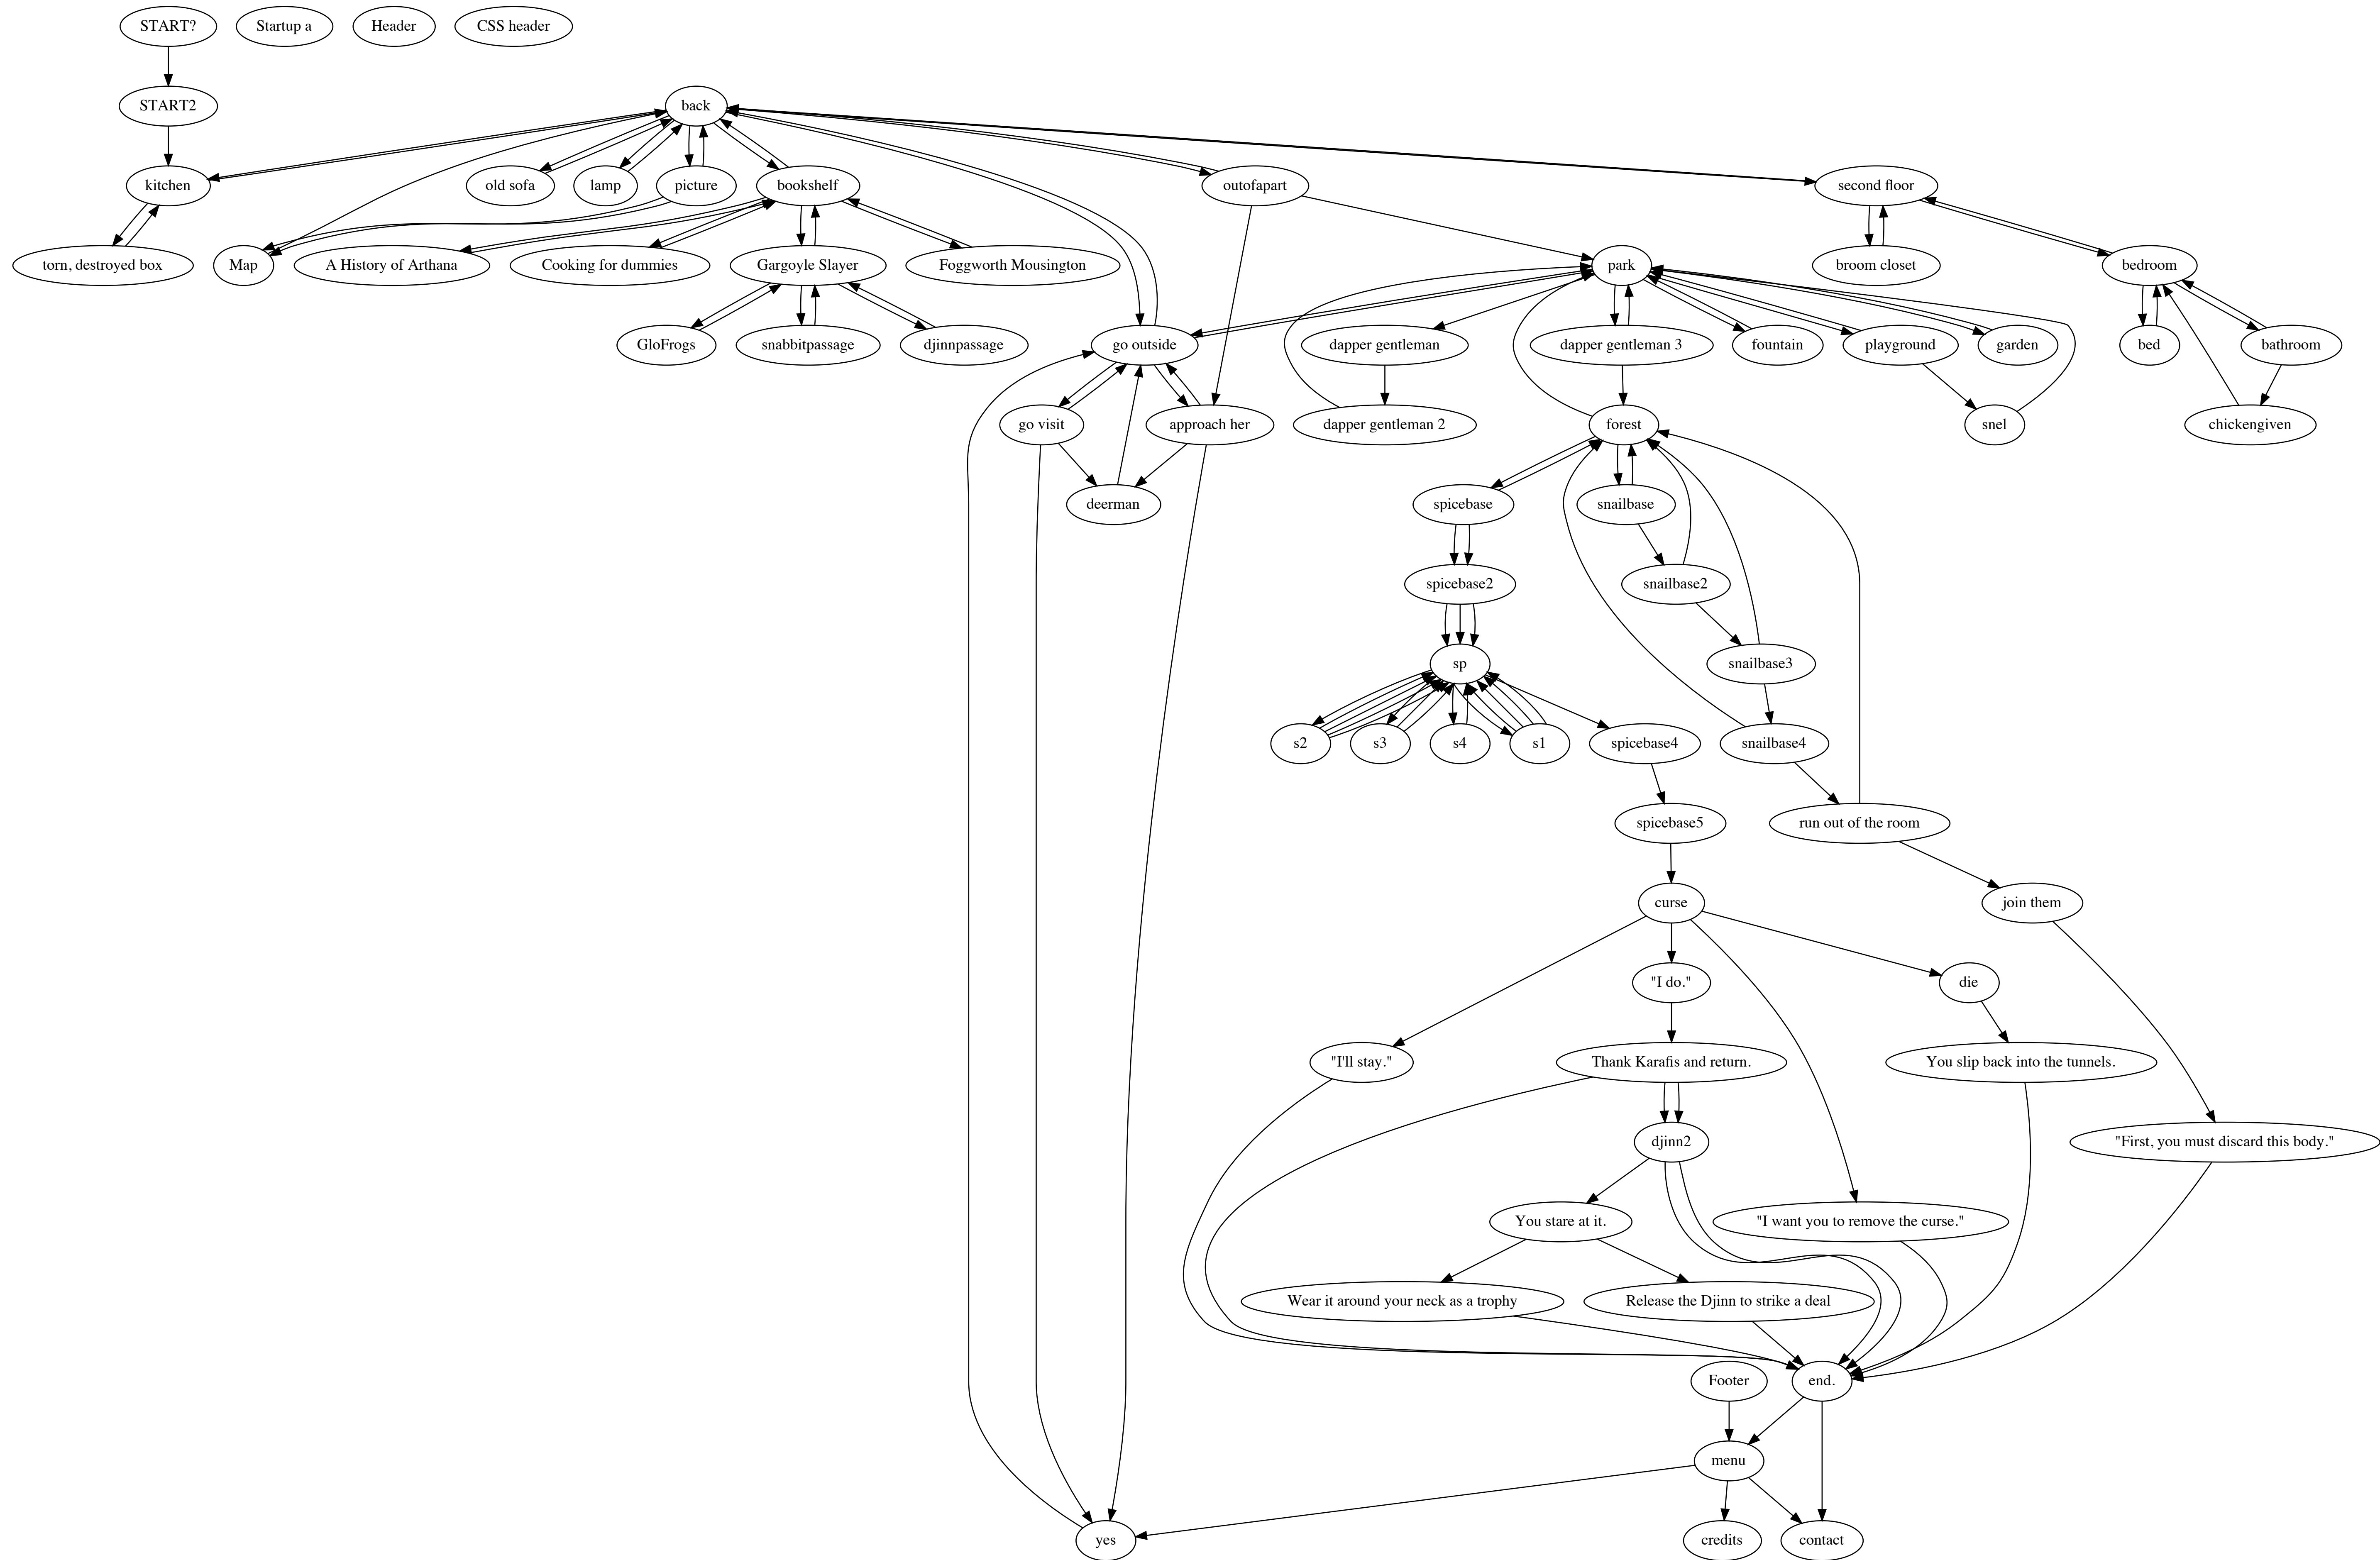 START?
Startup a
Header
CSS header
START2
back
kitchen
old sofa
lamp
picture
bookshelf
outofapart
second floor
torn, destroyed box
Map
A History of Arthana
Cooking for dummies
Gargoyle Slayer
Foggworth Mousington
park
broom closet
bedroom
GloFrogs
snabbitpassage
djinnpassage
go outside
dapper gentleman
dapper gentleman 3
fountain
playground
garden
bed
bathroom
go visit
approach her
dapper gentleman 2
forest
snel
chickengiven
deerman
spicebase
snailbase
spicebase2
snailbase2
sp
snailbase3
s2
s3
s4
s1
spicebase4
snailbase4
spicebase5
run out of the room
curse
join them
"I do."
die
"I'll stay."
Thank Karafis and return.
You slip back into the tunnels.
djinn2
"First, you must discard this body."
You stare at it.
"I want you to remove the curse."
Wear it around your neck as a trophy
Release the Djinn to strike a deal
Footer
end.
menu
yes
credits
contact